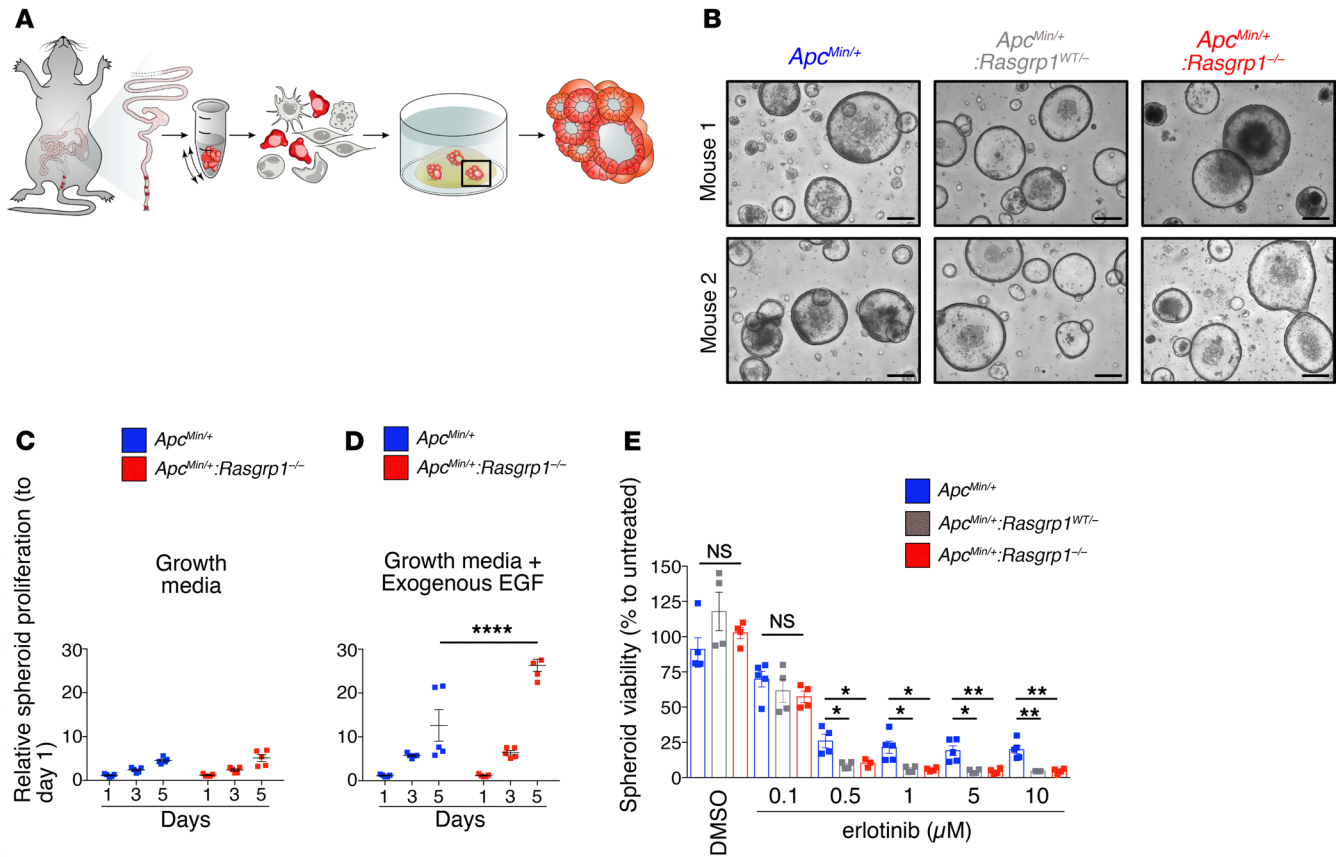 A
B
Apc^Min/+
Apc^Min/+
:Rasgrp1^WT/–
Apc^Min/+
:Rasgrp1^–/–
Mouse 1
Mouse 2
C
Apc^Min/+
Apc^Min/+:Rasgrp1^–/–
Relative spheroid proliferation (to
day 1)
Growth
media
30
20
10
0
1 3 5 1 3 5
Days Days
D
Apc^Min/+
Apc^Min/+:Rasgrp1^–/–
Growth media +
Exogenous EGF
****
30
20
10
0
1 3 5 1 3 5
Days Days
E
Apc^Min/+
Apc^Min/+:Rasgrp1^WT/–
Apc^Min/+:Rasgrp1^–/–
Spheroid viability (% to untreated)
150
125
100
75
50
25
0
NS
NS
* * ** **
* * * **
DMSO
0.1 0.5 1 5 10
erlotinib (µM)